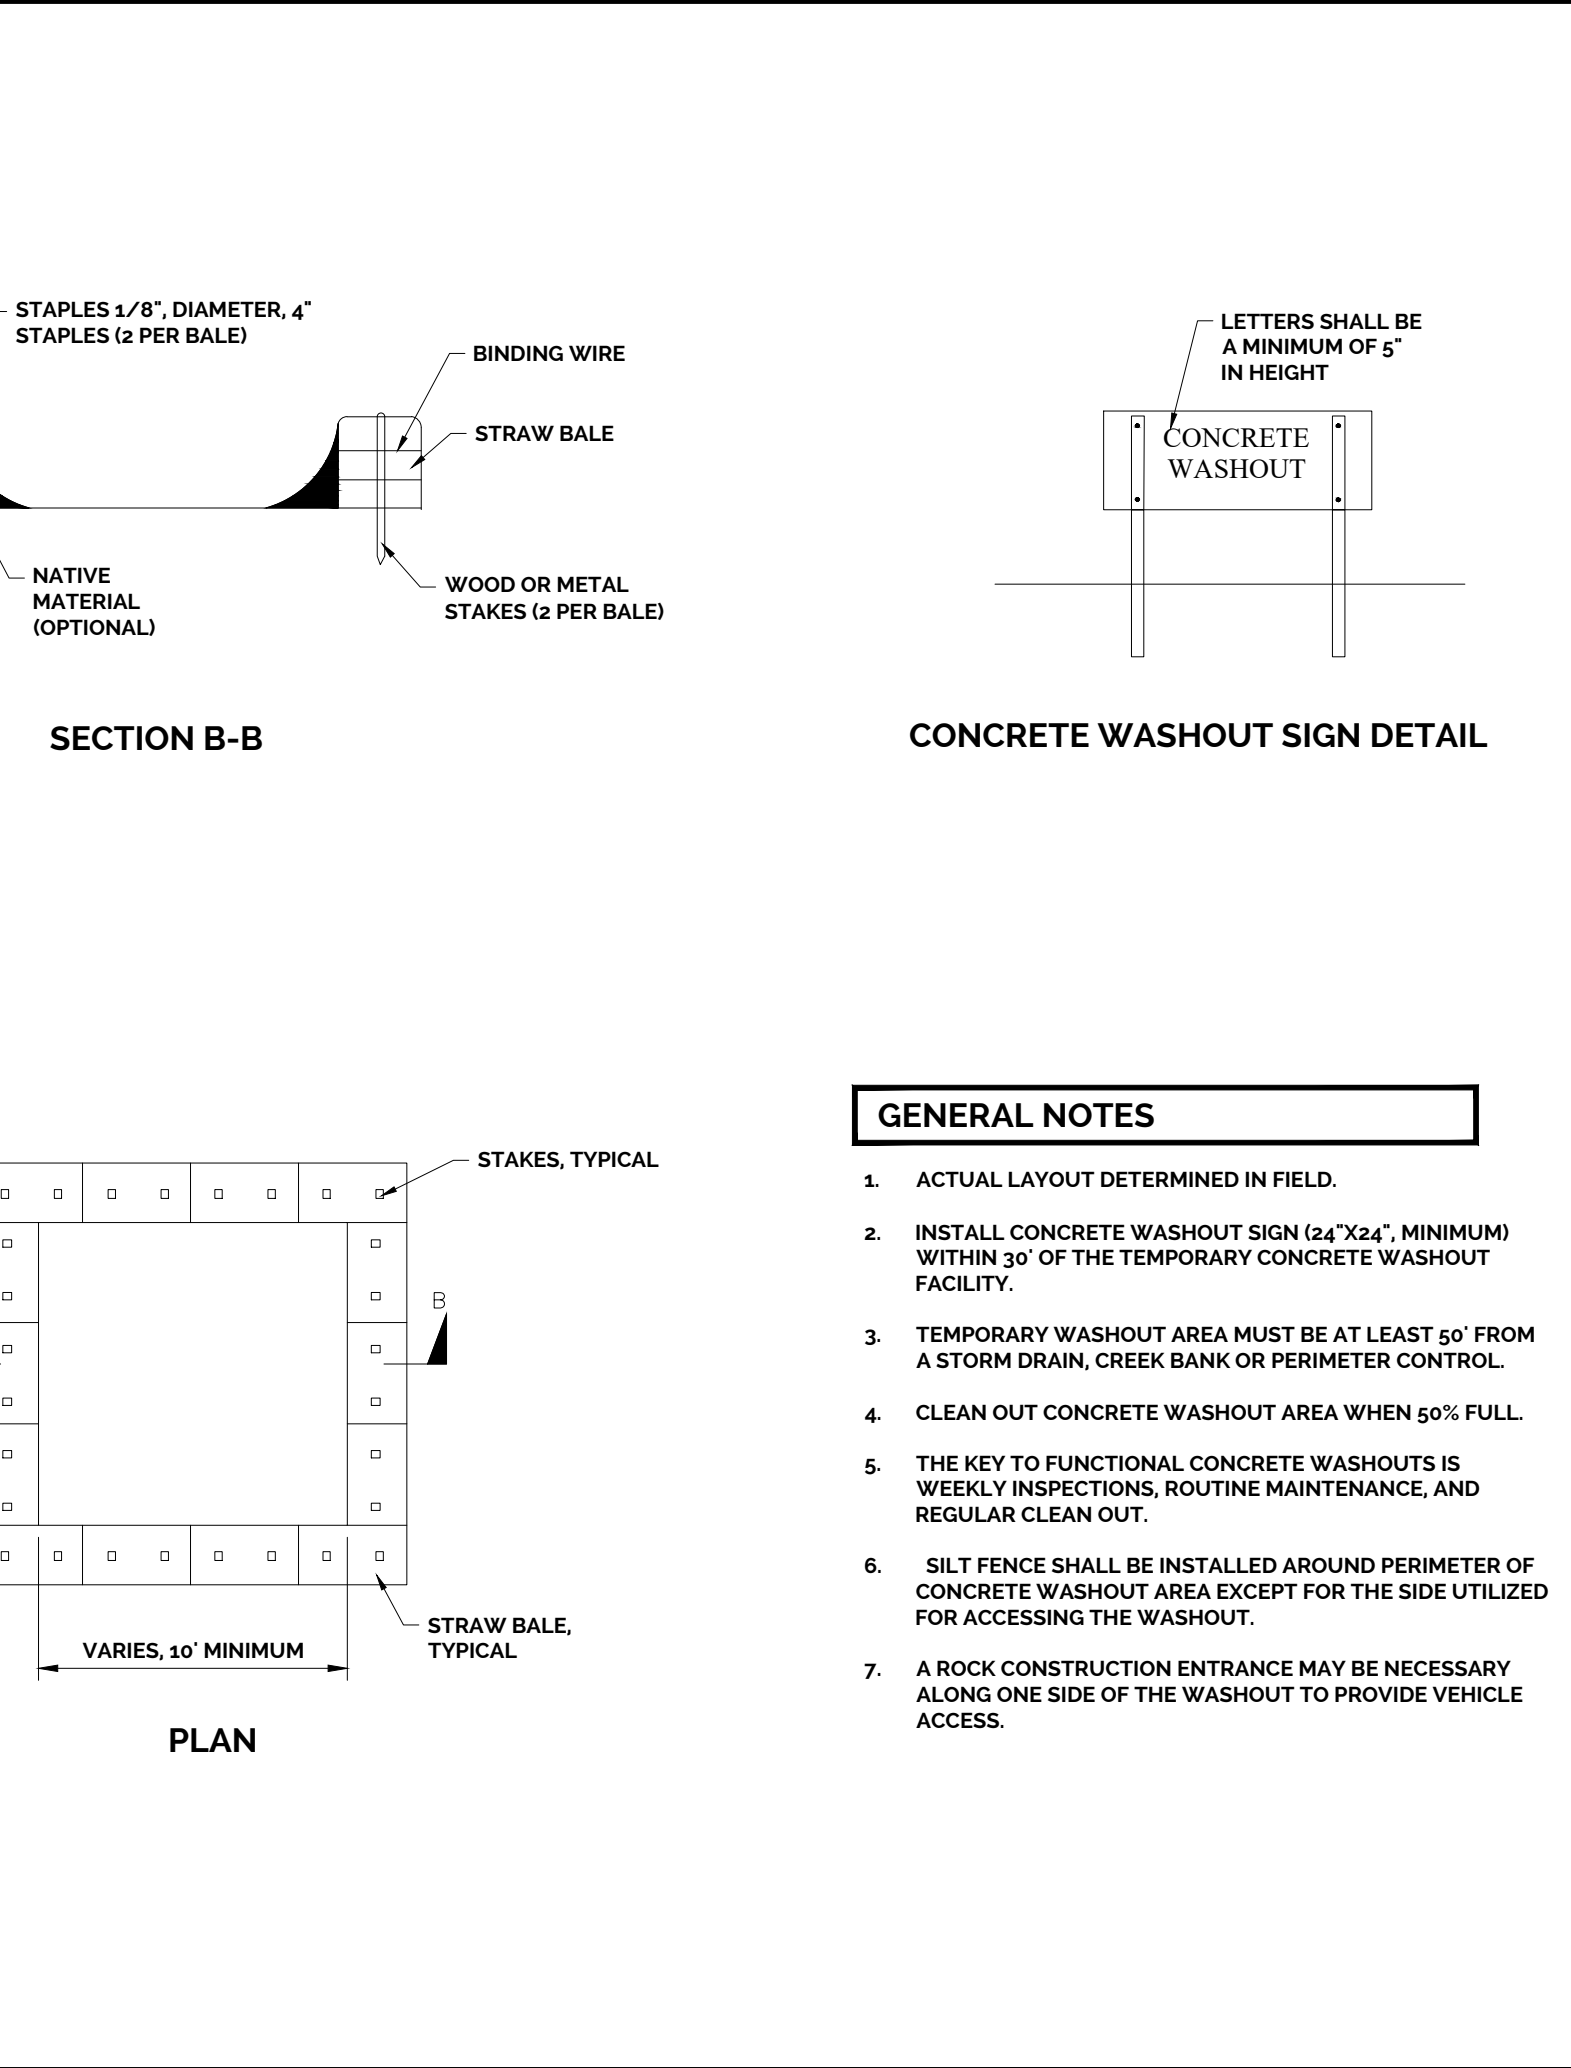 STAPLES 1/8", DIAMETER, 4"
STAPLES (2 PER BALE)
BINDING WIRE
STRAW BALE
NATIVE
MATERIAL
(OPTIONAL)
WOOD OR METAL
STAKES (2 PER BALE)
SECTION B-B
LETTERS SHALL BE
A MINIMUM OF 5"
IN HEIGHT
CONCRETE
WASHOUT
CONCRETE WASHOUT SIGN DETAIL
STAKES, TYPICAL
B
STRAW BALE,
TYPICAL
VARIES, 10' MINIMUM
PLAN
GENERAL NOTES
1. ACTUAL LAYOUT DETERMINED IN FIELD.
2. INSTALL CONCRETE WASHOUT SIGN (24"X24", MINIMUM)
WITHIN 30' OF THE TEMPORARY CONCRETE WASHOUT
FACILITY.
3. TEMPORARY WASHOUT AREA MUST BE AT LEAST 50' FROM
A STORM DRAIN, CREEK BANK OR PERIMETER CONTROL.
4. CLEAN OUT CONCRETE WASHOUT AREA WHEN 50% FULL.
5. THE KEY TO FUNCTIONAL CONCRETE WASHOUTS IS
WEEKLY INSPECTIONS, ROUTINE MAINTENANCE, AND
REGULAR CLEAN OUT.
6. SILT FENCE SHALL BE INSTALLED AROUND PERIMETER OF
CONCRETE WASHOUT AREA EXCEPT FOR THE SIDE UTILIZED
FOR ACCESSING THE WASHOUT.
7. A ROCK CONSTRUCTION ENTRANCE MAY BE NECESSARY
ALONG ONE SIDE OF THE WASHOUT TO PROVIDE VEHICLE
ACCESS.